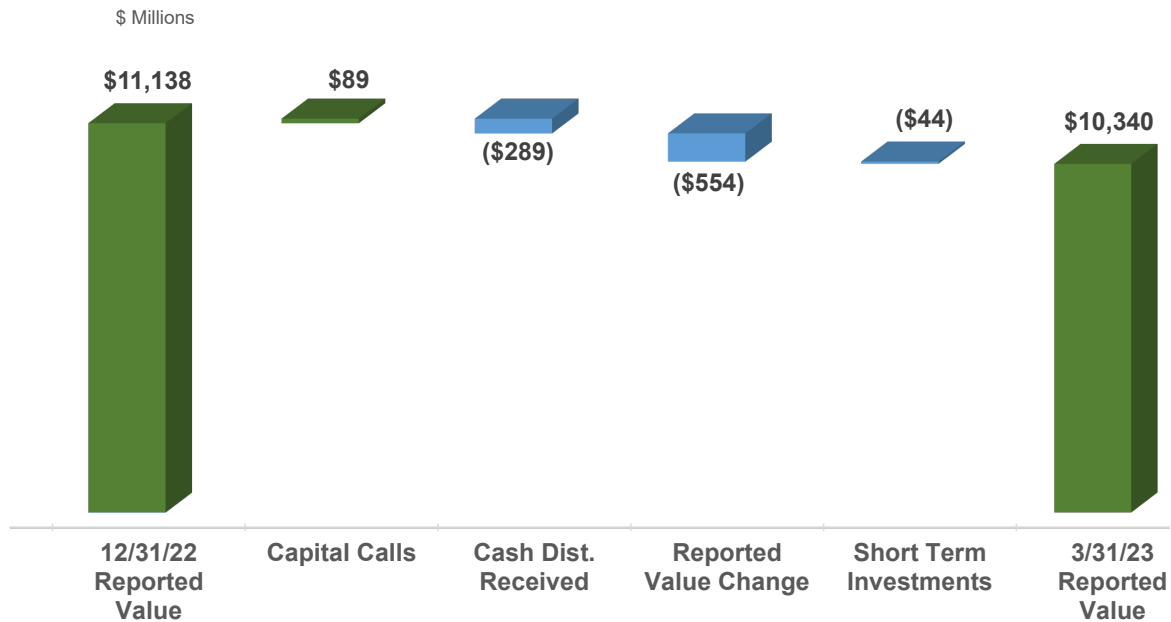 $ Millions
$11,138
$89
($289)
($554)
($44)
$10,340
12/31/22
Reported
Value
Capital Calls
Cash Dist.
Received
Reported
Value Change
Short Term
Investments
3/31/23
Reported
Value